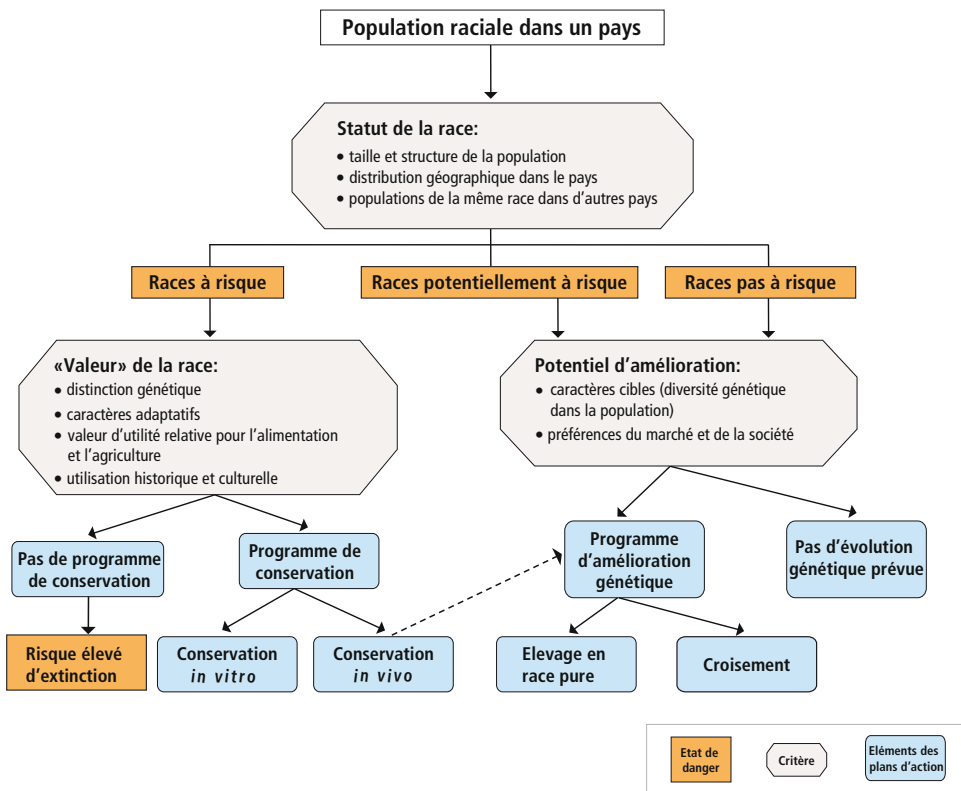 Population raciale dans un pays
Statut de la race:
• taille et structure de la population
• distribution géographique dans le pays
• populations de la même race dans d'autres pays
Races à risque
Races potentiellement à risque
Races pas à risque
«Valeur» de la race:
• distinction génétique
• caractères adaptatifs
• valeur d'utilité relative pour l'alimentation
et l'agriculture
• utilisation historique et culturelle
Potentiel d'amélioration:
• caractères cibles (diversité génétique
dans la population)
• préférences du marché et de la société
Pas de programme
de conservation
Programme de
conservation
Programme
d'amélioration
génétique
Pas d'évolution
génétique prévue
Risque élevé
d'extinction
Conservation
in vitro
Conservation
in vivo
Elevage en
race pure
Croisement
Etat de
danger
Critère
Eléments des
plans d'action